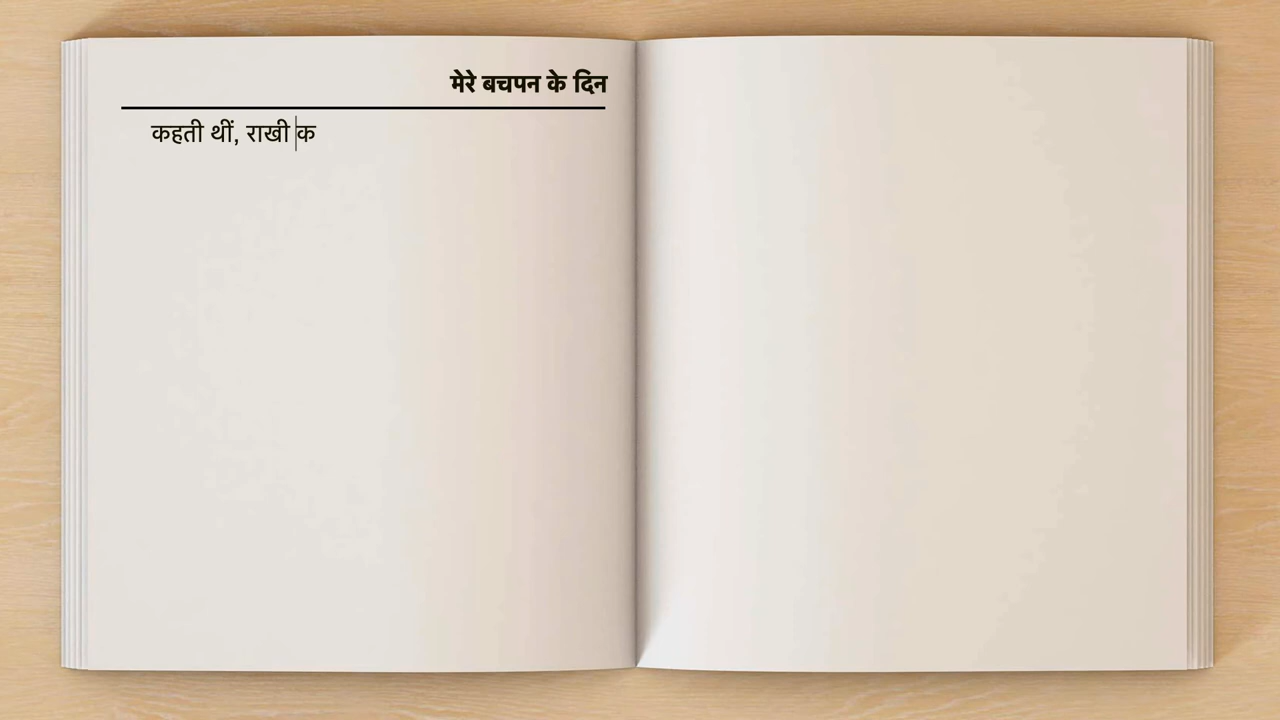 मेरे बचपन के दिन
कहती थीं, राखी क